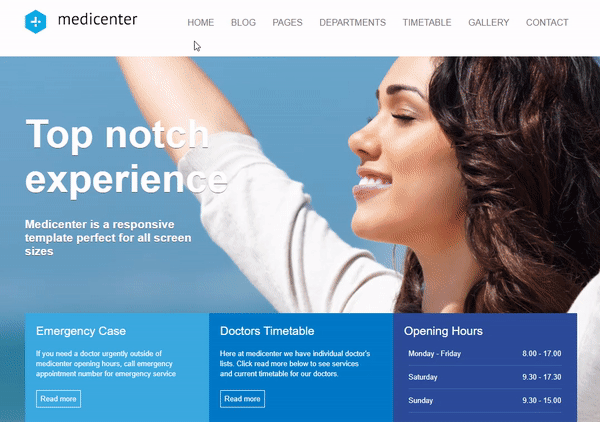 medicenter
HOME BLOG PAGES DEPARTMENTS TIMETABLE GALLERY CONTACT
Top notch
experience
Medicenter is a responsive
template perfect for all screen
sizes
Emergency Case
If you need a doctor urgently outside of
medicenter opening hours, call emergency
appointment number for emergency service
Read more
Doctors Timetable
Here at medicenter we have individual doctor's
lists. Click read more below to see services
and current timetable for our doctors.
Read more
Opening Hours
Monday - Friday 8.00 - 17.00
Saturday 9.30 - 17.30
Sunday 9.30 - 15.00